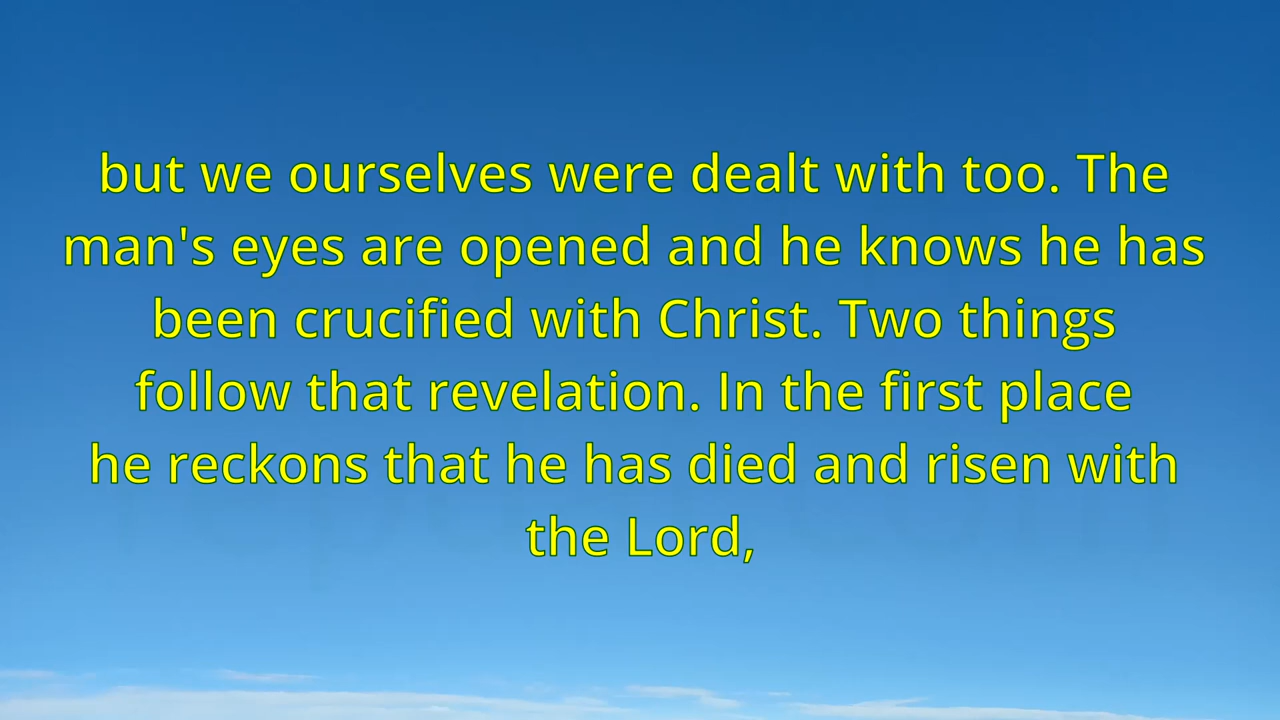 but we ourselves were dealt with too. The
man's eyes are opened and he knows he has
been crucified with Christ. Two things
follow that revelation. In the first place
he reckons that he has died and risen with
the Lord,